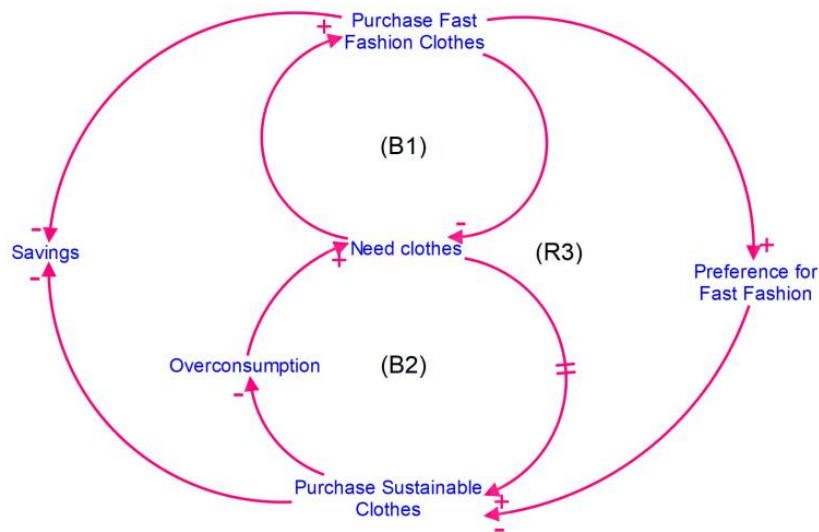 Purchase Fast
Fashion Clothes
+
(B1)
-
-
Savings
-
Need clothes
+
(R3)
+
Preference for
Fast Fashion
Overconsumption
-
(B2)
Purchase Sustainable
Clothes
+
-